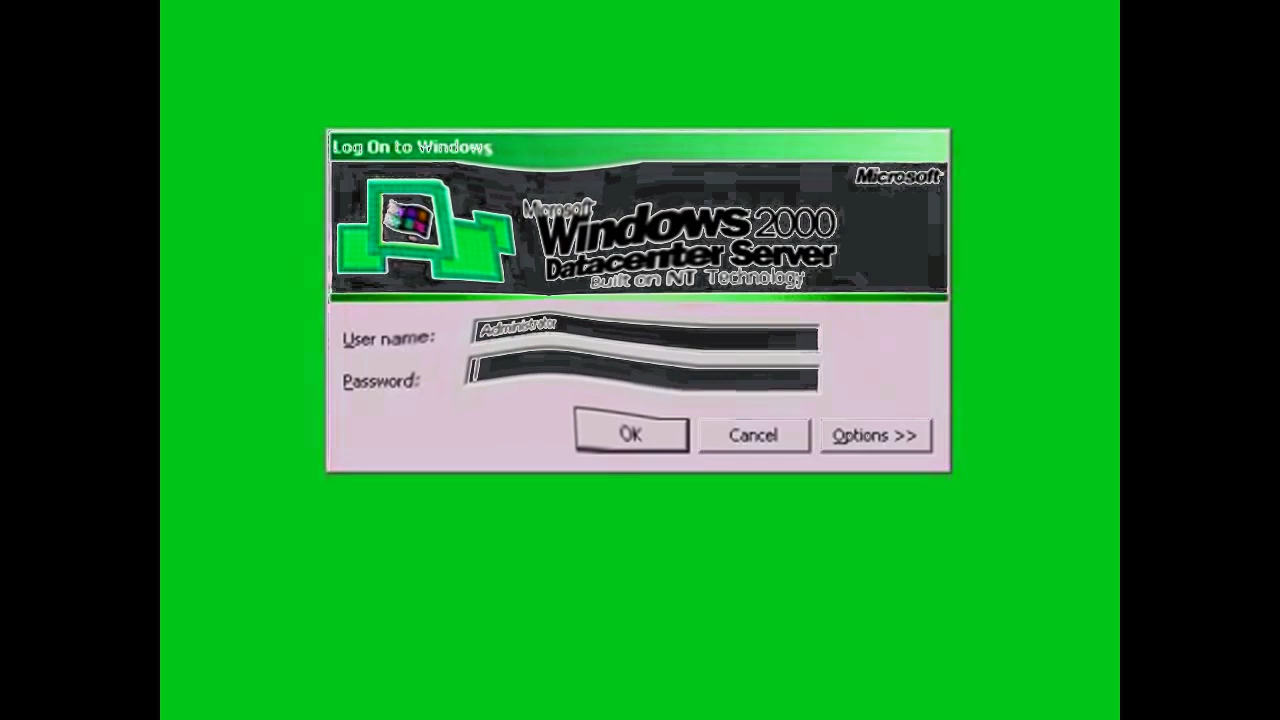 Log On to Windows
Microsoft
Microsoft
Windows 2000
Datacenter Server
Built on NT Technology
User name:
Administrator
Password:
OK
Cancel
Options >>